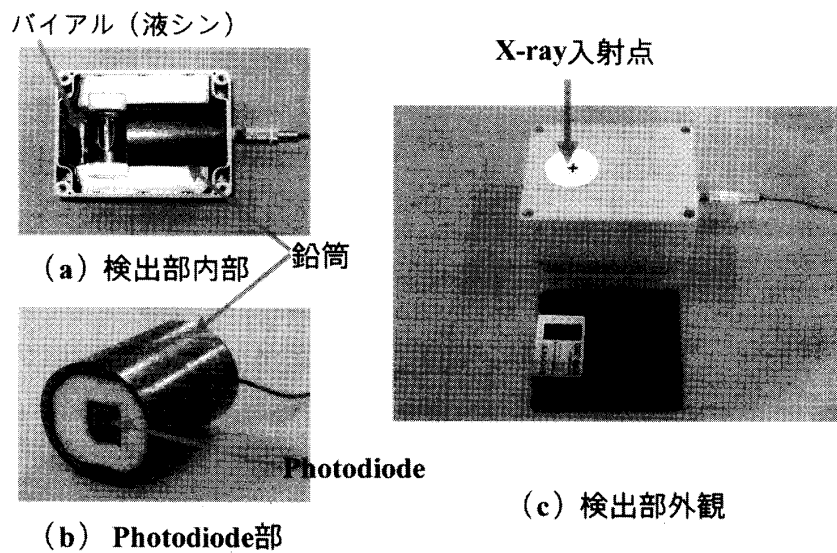 バイアル（液シン）
X-ray入射点
（a）検出部内部
鉛筒
Photodiode
（b） Photodiode部
（c）検出部外観